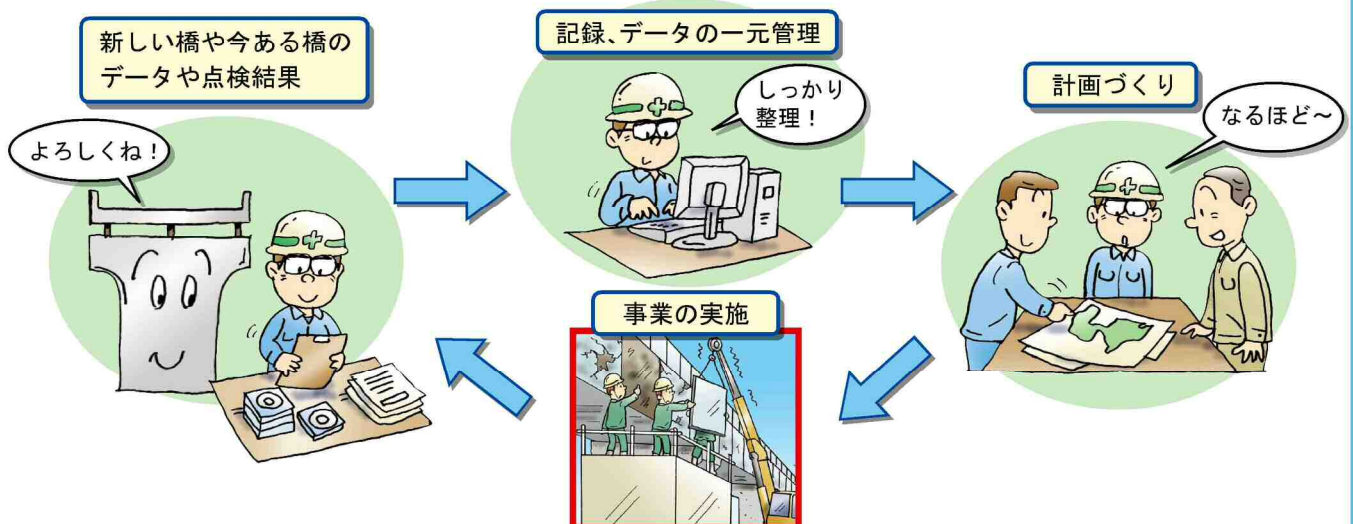 新しい橋や今ある橋の
データや点検結果
よろしくね！
記録、データの一元管理
しっかり
整理！
計画づくり
なるほど～
事業の実施